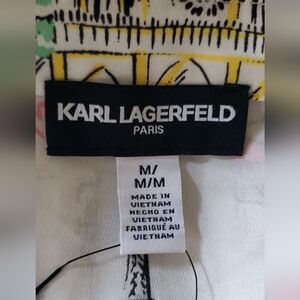 KARL LAGERFELD
PARIS
M/
M/M
MADE IN
VIETNAM
HECHO EN
VIETNAM
FABRIQUÉ AU
VIETNAM